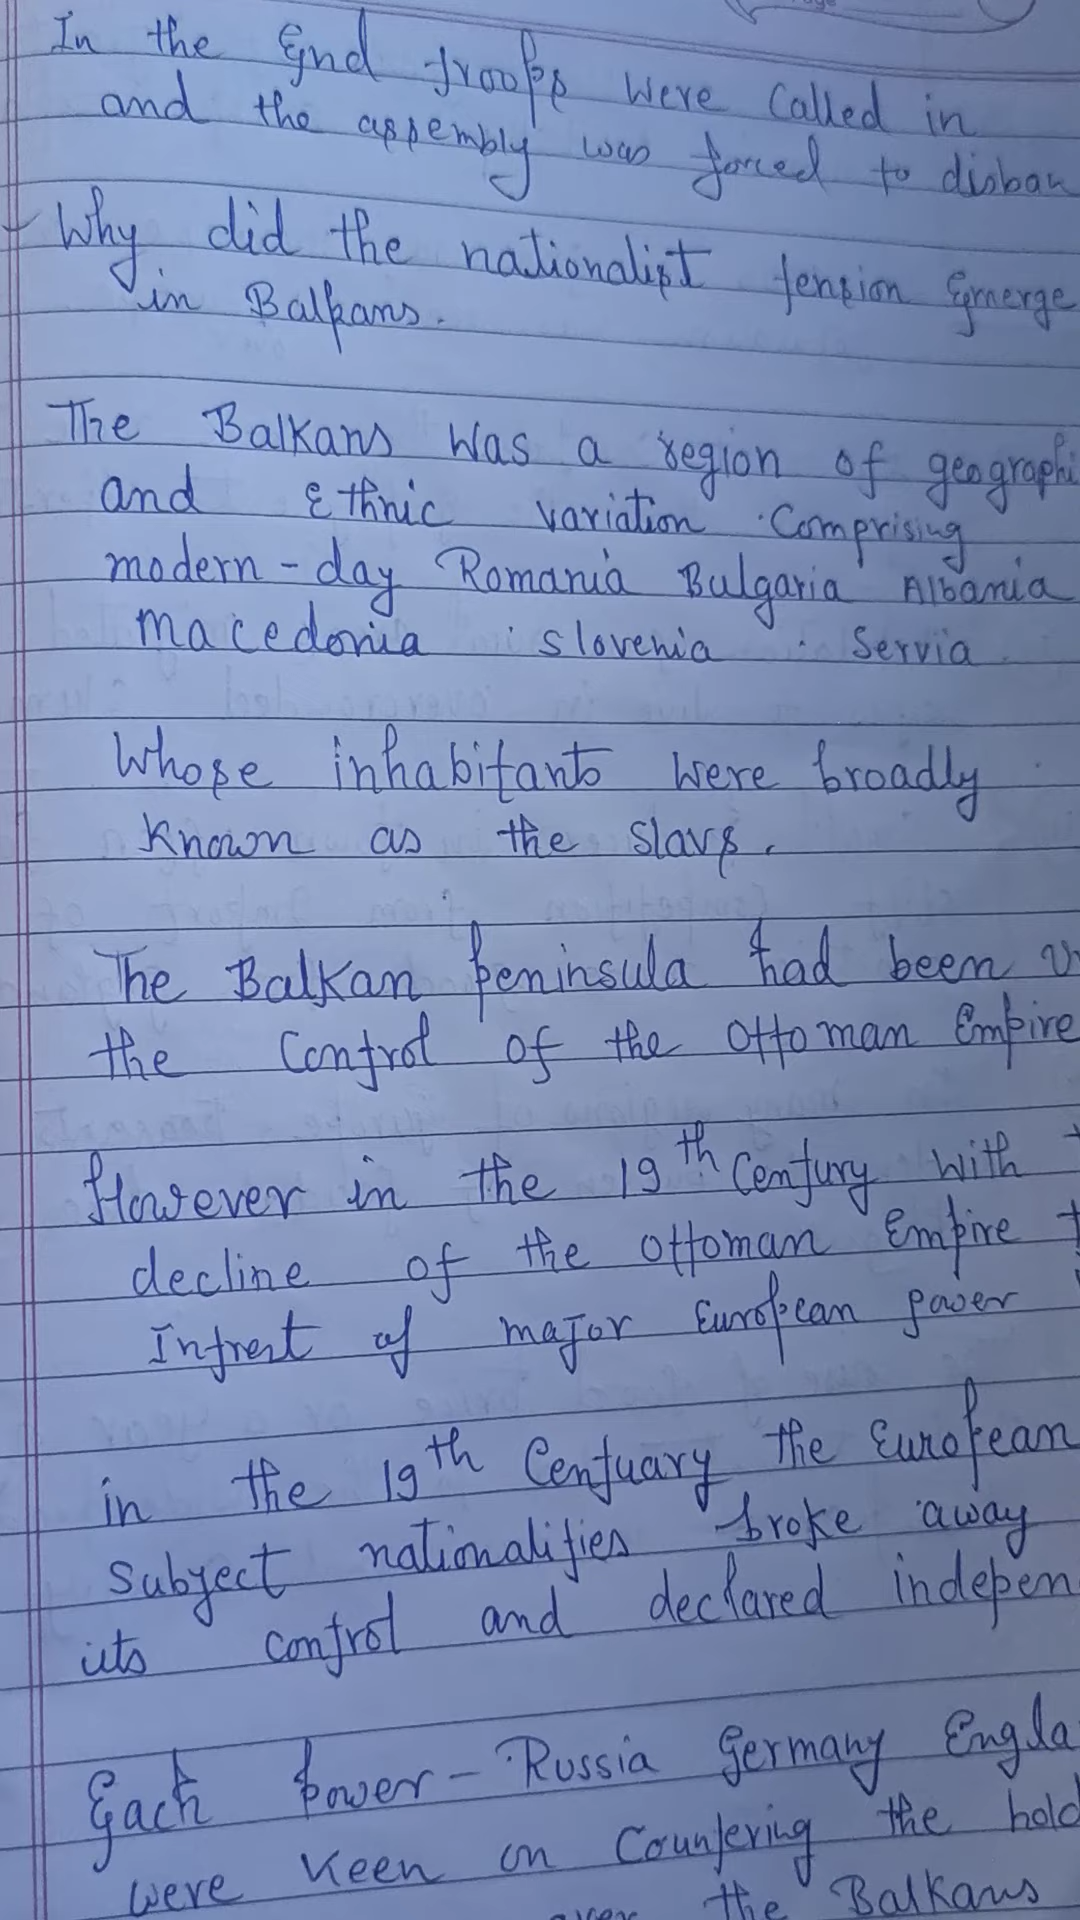 In the End troops were called in
and the assembly was forced to disban
Why did the nationalist tension Emerge
in Balkans.
The Balkans was a region of geographi
and Ethnic variation Comprising
modern-day Romania Bulgaria Albania
Macedonia slovenia Servia
Whose inhabitants were broadly
known as the slavs.
The Balkan peninsula had been
the Control of the Ottoman Empire
However in the 19th Century with
decline of the Ottoman Empire
Intrest of major European power
in the 19th Centuary the European
subject nationalities broke away
its control and declared indepen
Each power - Russia Germany Engla
were keen on Countering the hold
over the Balkans